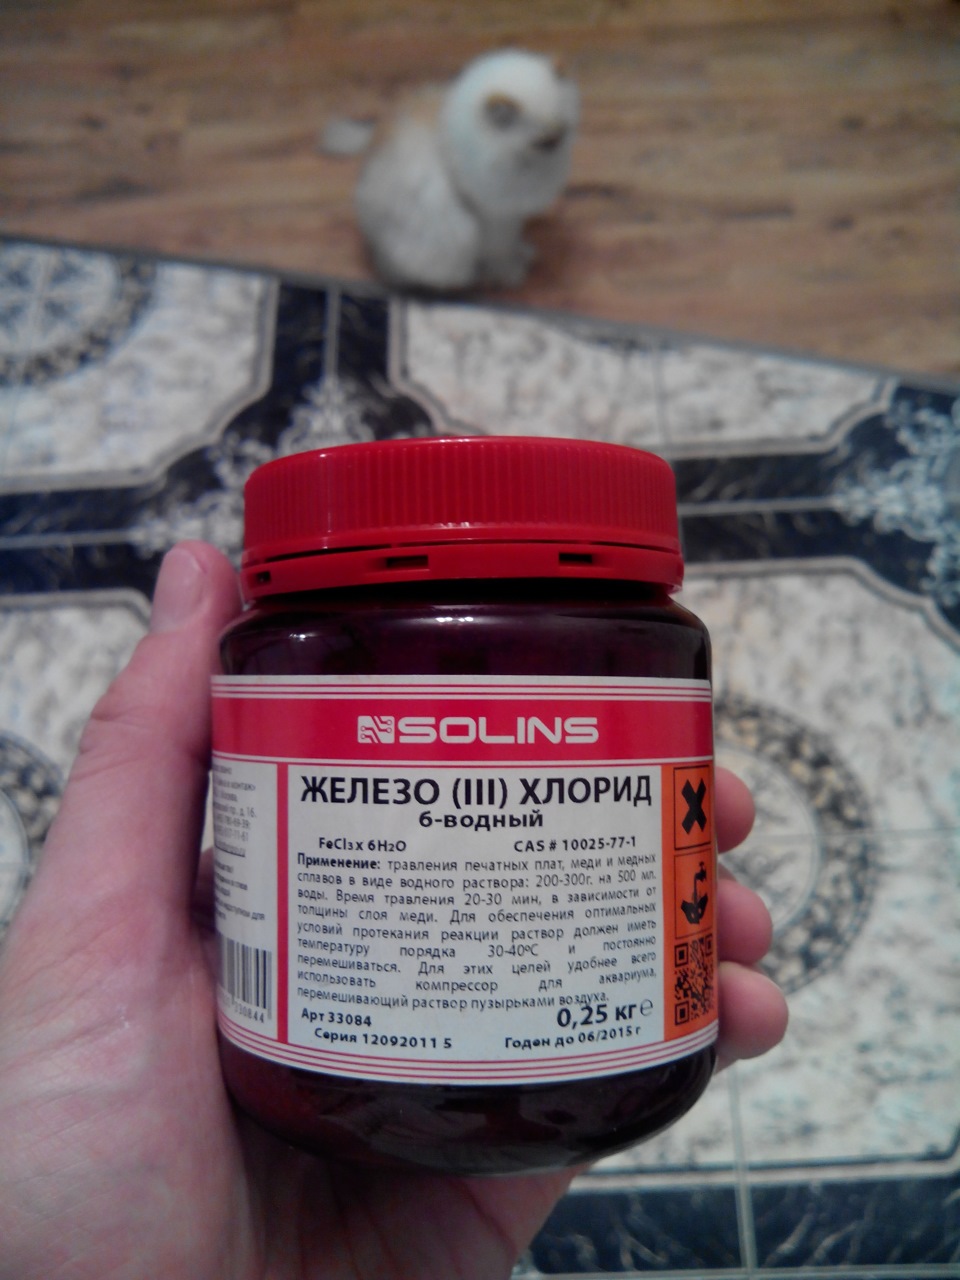 SOLINS
ЖЕЛЕЗО (III) ХЛОРИД
6-водный
FeCl3 x 6H2O CAS # 10025-77-1
Применение: травления печатных плат, меди и медных
сплавов в виде водного раствора: 200-300г. на 500 мл.
воды. Время травления 20-30 мин, в зависимости от
толщины слоя меди. Для обеспечения оптимальных
условий протекания реакции раствор должен иметь
температуру порядка 30-40ºС и постоянно
перемешиваться. Для этих целей удобнее всего
использовать компрессор для аквариума,
перемешивающий раствор пузырьками воздуха.
Арт 33084 0,25 кг℮
Серия 12092011 5 Годен до 06/2015 г